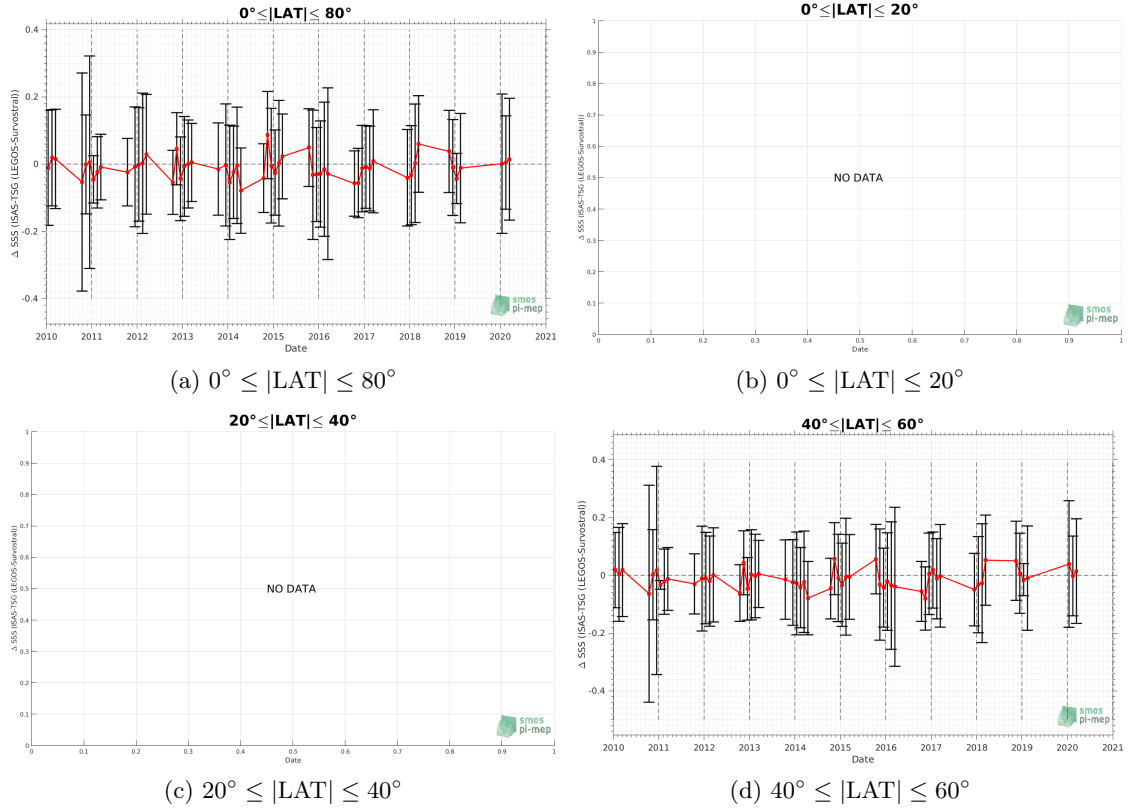 0°≤|LAT|≤ 80°
Δ SSS (ISAS-TSG (LEGOS-Survostral))
0.4
0.2
0
-0.2
-0.4
2010 2011 2012 2013 2014 2015 2016 2017 2018 2019 2020 2021
Date
smos
pi-mep
(a) 0° ≤ |LAT| ≤ 80°
0°≤|LAT|≤ 20°
Δ SSS (ISAS-TSG (LEGOS-Survostral))
1
0.9
0.8
0.7
0.6
0.5
0.4
0.3
0.2
0.1
0
NO DATA
0 0.1 0.2 0.3 0.4 0.5 0.6 0.7 0.8 0.9 1
Date
smos
pi-mep
(b) 0° ≤ |LAT| ≤ 20°
20°≤|LAT|≤ 40°
Δ SSS (ISAS-TSG (LEGOS-Survostral))
1
0.9
0.8
0.7
0.6
0.5
0.4
0.3
0.2
0.1
0
NO DATA
0 0.1 0.2 0.3 0.4 0.5 0.6 0.7 0.8 0.9 1
Date
smos
pi-mep
(c) 20° ≤ |LAT| ≤ 40°
40°≤|LAT|≤ 60°
Δ SSS (ISAS-TSG (LEGOS-Survostral))
0.4
0.2
0
-0.2
-0.4
2010 2011 2012 2013 2014 2015 2016 2017 2018 2019 2020 2021
Date
smos
pi-mep
(d) 40° ≤ |LAT| ≤ 60°